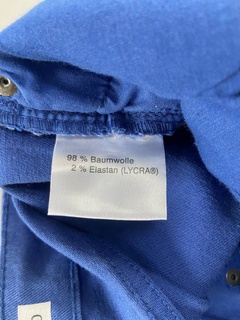 98 % Baumwolle
2 % Elastan (LYCRA®)